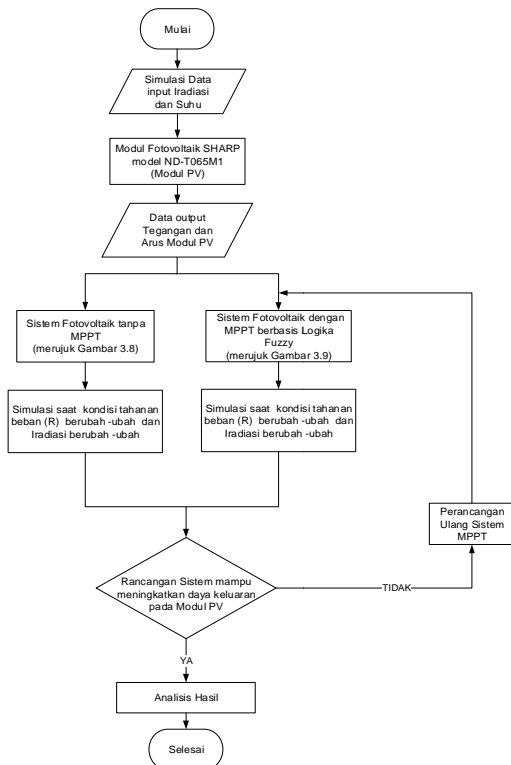 Mulai
Simulasi Data
input Iradiasi
dan Suhu
Modul Fotovoltaik SHARP
model ND-T065M1
(Modul PV)
Data output
Tegangan dan
Arus Modul PV
Sistem Fotovoltaik tanpa
MPPT
(merujuk Gambar 3.8)
Sistem Fotovoltaik dengan
MPPT berbasis Logika
Fuzzy
(merujuk Gambar 3.9)
Simulasi saat kondisi tahanan
beban (R) berubah -ubah dan
Iradiasi berubah -ubah
Simulasi saat kondisi tahanan
beban (R) berubah -ubah dan
Iradiasi berubah -ubah
Perancangan
Ulang Sistem
MPPT
Rancangan Sistem mampu
meningkatkan daya keluaran
pada Modul PV
TIDAK
YA
Analisis Hasil
Selesai